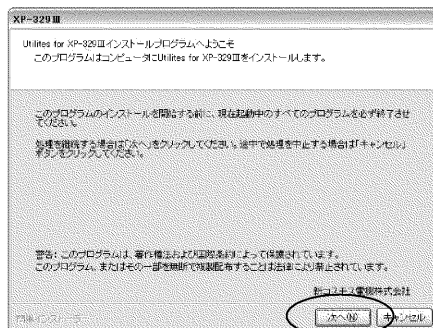 XP-329Ⅲ
Utilites for XP-329Ⅲインストールプログラムへようこそ
このプログラムはコンピュータにUtilites for XP-329Ⅲをインストールします。
このプログラムのインストールを開始する前に、現在起動中のすべてのプログラムを必ず終了させ
てください。
処理を継続する場合は「次へ」をクリックしてください。途中で処理を中止する場合は「キャンセル」
ボタンをクリックしてください。
警告: このプログラムは、著作権法および国際条約によって保護されています。
このプログラム、またはその一部を無断で複製配布することは法律により禁止されています。
新コスモス電機株式会社
簡単インストーラ
次へ(N)
キャンセル